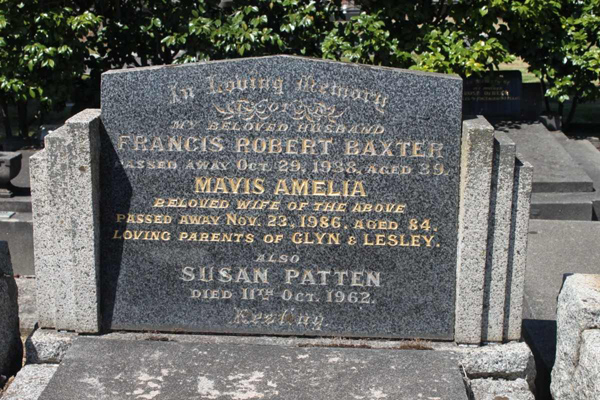 In Loving Memory
OF
MY BELOVED HUSBAND
FRANCIS ROBERT BAXTER
PASSED AWAY OCT. 29, 1938, AGED 39.
MAVIS AMELIA
BELOVED WIFE OF THE ABOVE
PASSED AWAY NOV. 23, 1986, AGED 84.
LOVING PARENTS OF GLYN & LESLEY.
ALSO
SUSAN PATTEN
DIED 11TH OCT. 1962.